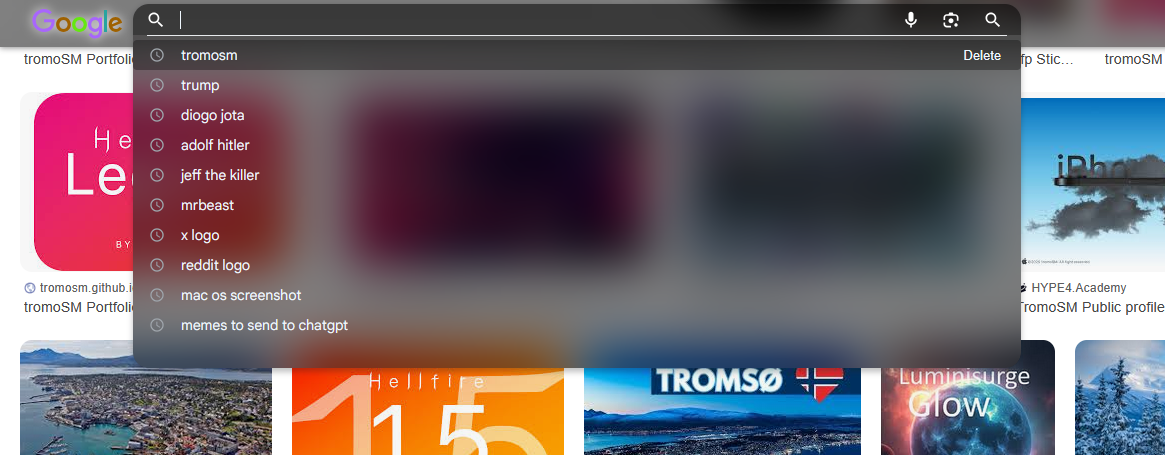 Google
tromoSM Portfoli
fp Stic…
tromoSM
tromosm
Delete
trump
diogo jota
adolf hitler
jeff the killer
mrbeast
x logo
reddit logo
mac os screenshot
memes to send to chatgpt
He
Le
BY
iPho
tromosm.github.i
tromoSM Portfoli
HYPE4.Academy
TromoSM Public profile
Hellfire
15
TROMSØ
Luminisurge
Glow